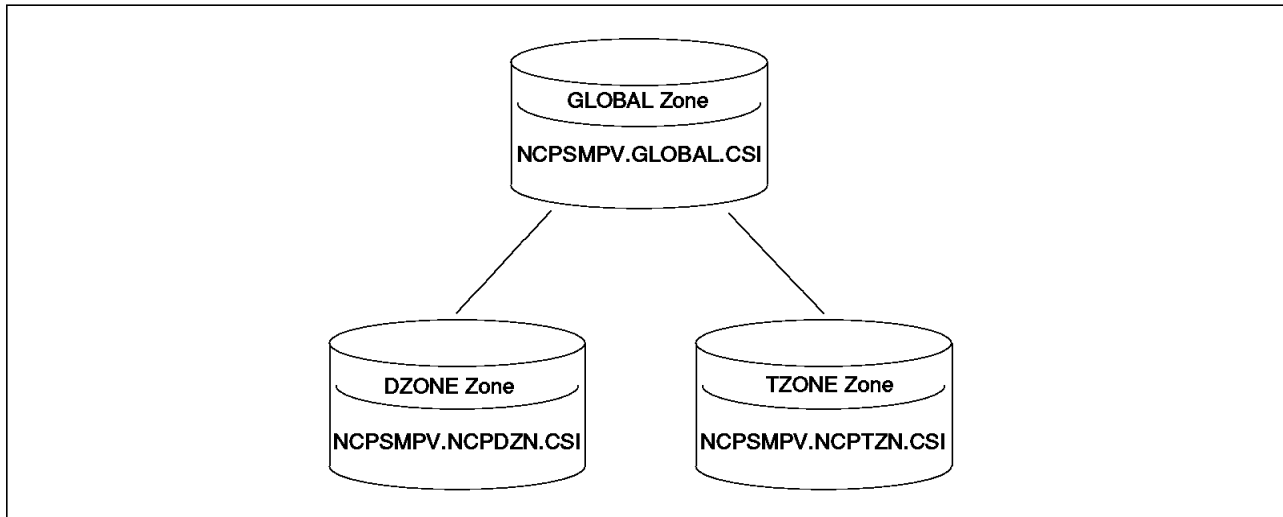 GLOBAL Zone
NCPSMPV.GLOBAL.CSI
DZONE Zone
NCPSMPV.NCPDZN.CSI
TZONE Zone
NCPSMPV.NCPTZN.CSI